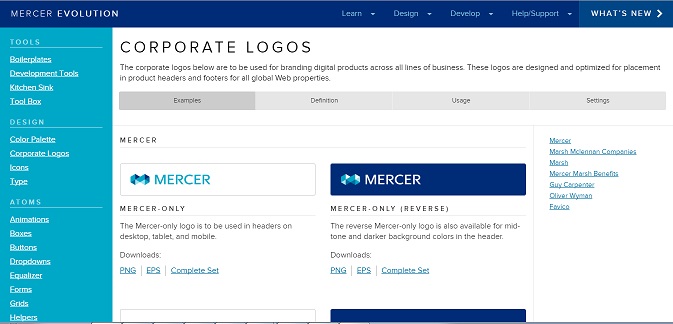 MERCER EVOLUTION
Learn
Design
Develop
Help/Support
WHAT'S NEW
TOOLS
Boilerplates
Development Tools
Kitchen Sink
Tool Box
DESIGN
Color Palette
Corporate Logos
Icons
Type
ATOMS
Animations
Boxes
Buttons
Dropdowns
Equalizer
Forms
Grids
Helpers
CORPORATE LOGOS
The corporate logos below are to be used for branding digital products across all lines of business. These logos are designed and optimized for placement
in product headers and footers for all global Web properties.
Examples
Definition
Usage
Settings
MERCER
MERCER
MERCER-ONLY
The Mercer-only logo is to be used in headers on
desktop, tablet, and mobile.
Downloads:
PNG EPS Complete Set
MERCER
MERCER-ONLY (REVERSE)
The reverse Mercer-only logo is also available for mid-
tone and darker background colors in the header.
Downloads:
PNG EPS Complete Set
Mercer
Marsh Mclennan Companies
Marsh
Mercer Marsh Benefits
Guy Carpenter
Oliver Wyman
Favico